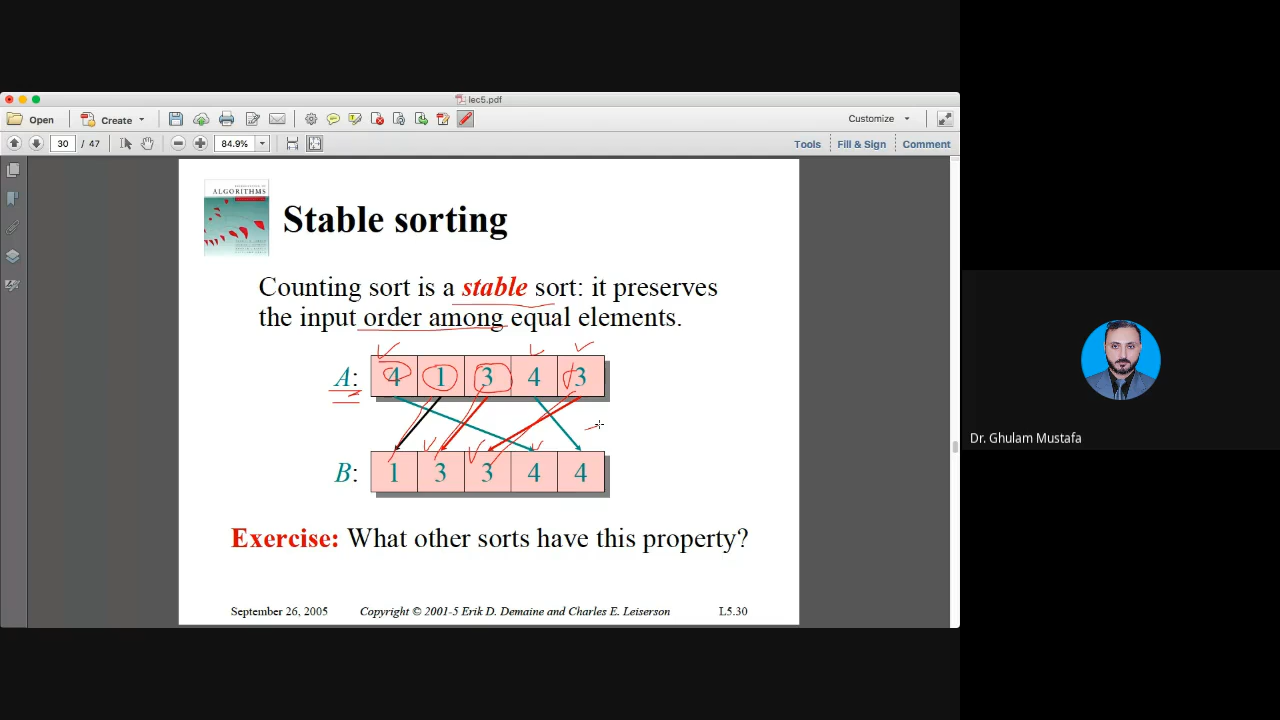 lec5.pdf
Open Create Customize
30 / 47 84.9% Tools Fill & Sign Comment
ALGORITHMS
Stable sorting
Counting sort is a stable sort: it preserves
the input order among equal elements.
A: 4 1 3 4 3
B: 1 3 3 4 4
Exercise: What other sorts have this property?
September 26, 2005 Copyright © 2001-5 Erik D. Demaine and Charles E. Leiserson L5.30
Dr. Ghulam Mustafa